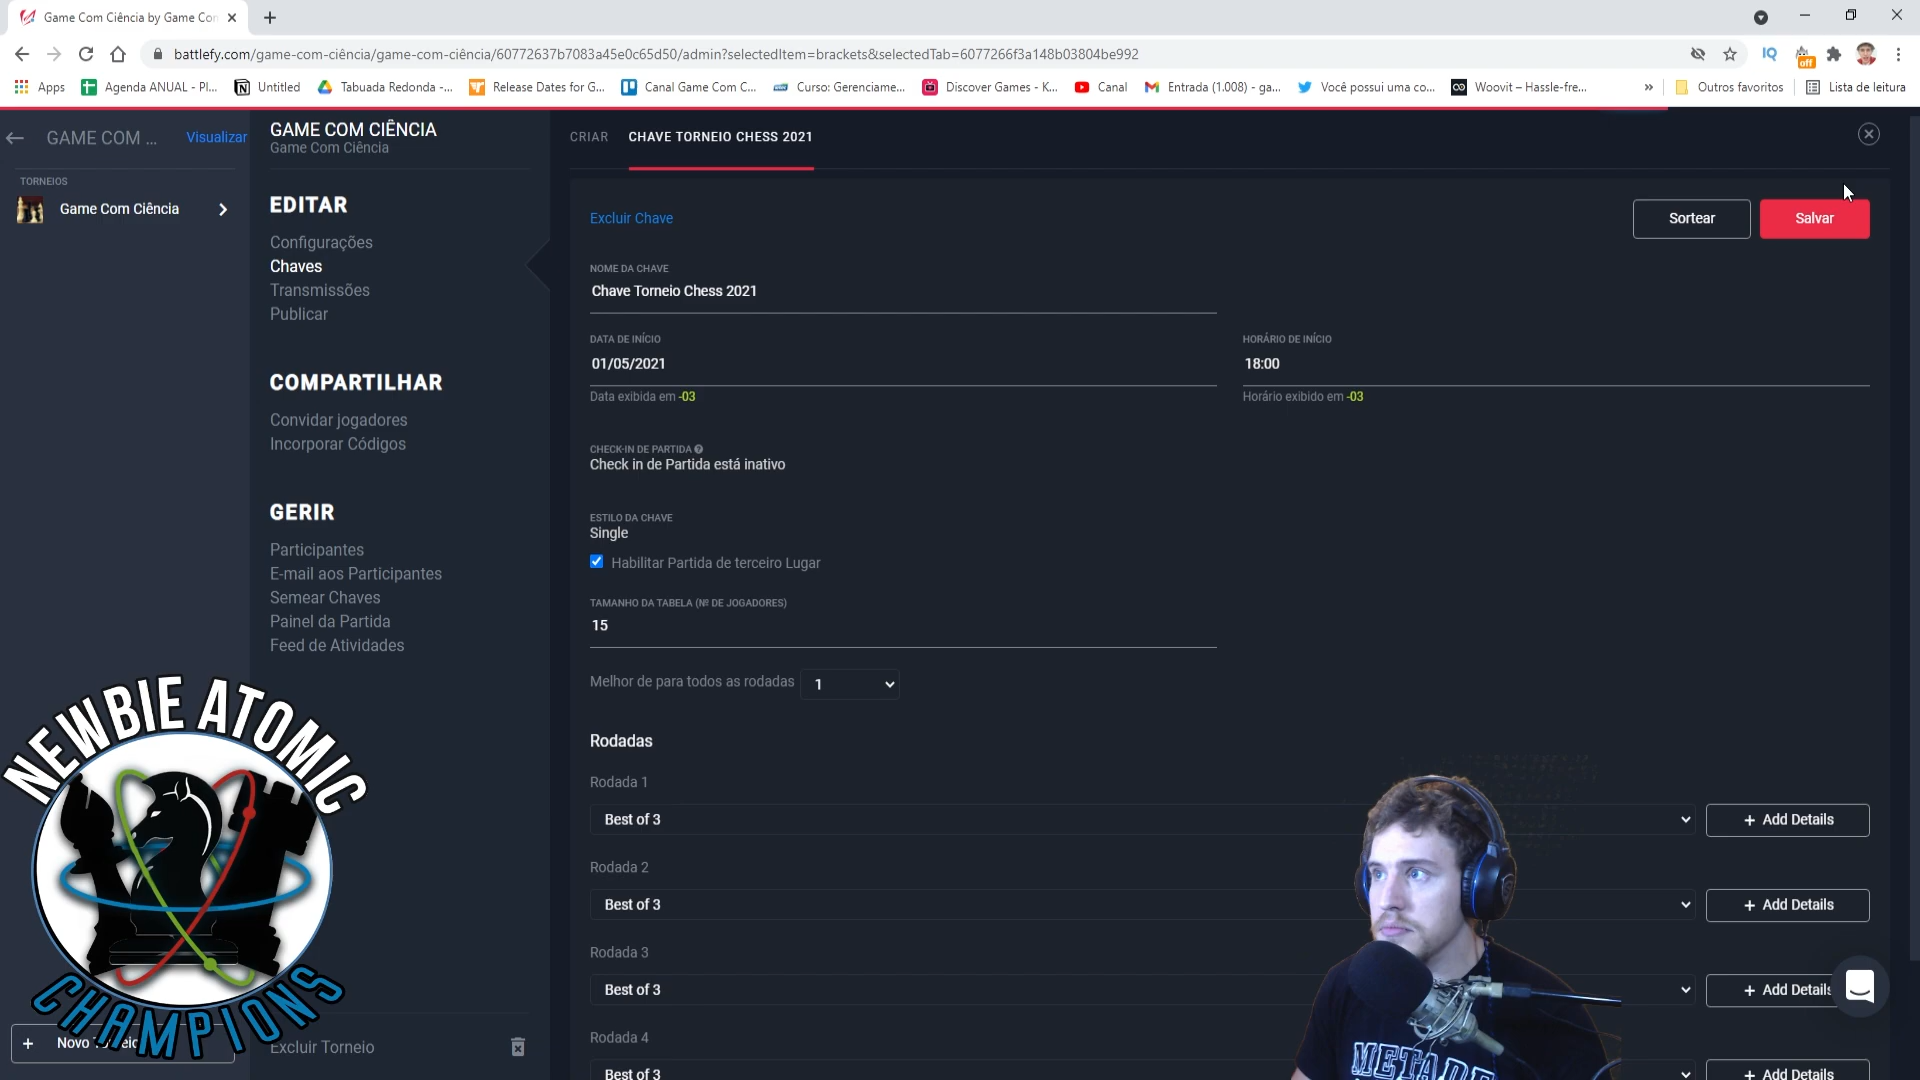 Game Com Ciência by Game Con
battlefy.com/game-com-ciência/game-com-ciência/60772637b7083a45e0c65d50/admin?selectedItem=brackets&selectedTab=6077266f3a148b03804be992
IQ
off
Apps
Agenda ANUAL - Pl...
Untitled
Tabuada Redonda -...
Release Dates for G...
Canal Game Com C...
Curso: Gerenciame...
Discover Games - K...
Canal
Entrada (1.008) - ga...
Você possui uma co...
Woovit – Hassle-fre...
»
Outros favoritos
Lista de leitura
GAME COM ...
Visualizar
TORNEIOS
Game Com Ciência
GAME COM CIÊNCIA
Game Com Ciência
EDITAR
Configurações
Chaves
Transmissões
Publicar
COMPARTILHAR
Convidar jogadores
Incorporar Códigos
GERIR
Participantes
E-mail aos Participantes
Semear Chaves
Painel da Partida
Feed de Atividades
Excluir Torneio
NEWBIE ATOMIC
CHAMPIONS
CRIAR
CHAVE TORNEIO CHESS 2021
Excluir Chave
Sortear
Salvar
NOME DA CHAVE
Chave Torneio Chess 2021
DATA DE INÍCIO
01/05/2021
Data exibida em -03
HORÁRIO DE INÍCIO
18:00
Horário exibido em -03
CHECK-IN DE PARTIDA
Check in de Partida está inativo
ESTILO DA CHAVE
Single
Habilitar Partida de terceiro Lugar
TAMANHO DA TABELA (Nº DE JOGADORES)
15
Melhor de para todos as rodadas
1
Rodadas
Rodada 1
Best of 3
+ Add Details
Rodada 2
Best of 3
+ Add Details
Rodada 3
Best of 3
+ Add Details
Rodada 4
Best of 3
+ Add Details
+ Novo